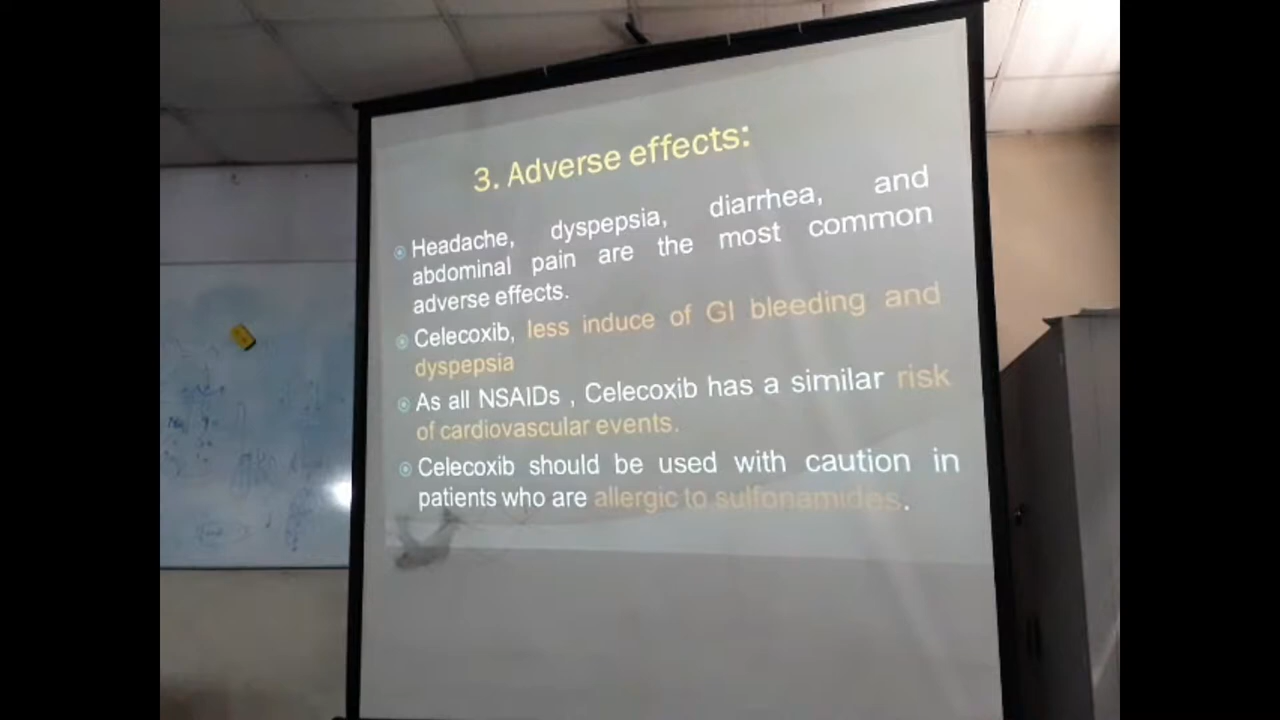 3. Adverse effects:
Headache, dyspepsia, diarrhea, and
abdominal pain are the most common
adverse effects.
Celecoxib, less induce of GI bleeding and
dyspepsia
As all NSAIDs , Celecoxib has a similar risk
of cardiovascular events.
Celecoxib should be used with caution in
patients who are allergic to sulfonamides.